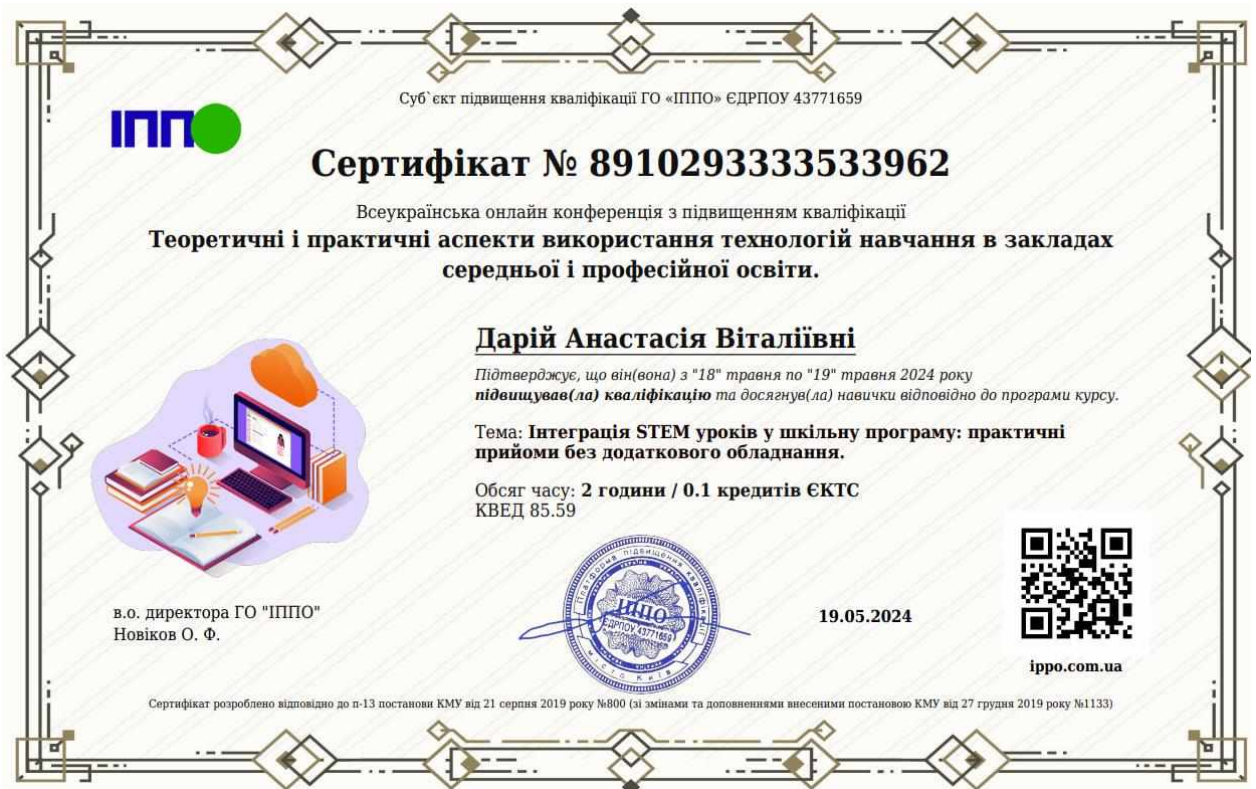 Суб`єкт підвищення кваліфікації ГО «ІППО» ЄДРПОУ 43771659
ІПП
Сертифікат № 8910293333533962
Всеукраїнська онлайн конференція з підвищенням кваліфікації
Теоретичні і практичні аспекти використання технологій навчання в закладах
середньої і професійної освіти.
Дарій Анастасія Віталіївні
Підтверджує, що він(вона) з "18" травня по "19" травня 2024 року
підвищував(ла) кваліфікацію та досягнув(ла) навички відповідно до програми курсу.
Тема: Інтеграція STEM уроків у шкільну програму: практичні
прийоми без додаткового обладнання.
Обсяг часу: 2 години / 0.1 кредитів ЄКТС
КВЕД 85.59
в.о. директора ГО "ІППО"
Новіков О. Ф.
Платформа підвищення кваліфікації
ІППО
ЄДРПОУ 43771659
місто Київ
19.05.2024
ippo.com.ua
Сертифікат розроблено відповідно до п-13 постанови КМУ від 21 серпня 2019 року №800 (зі змінами та доповненнями внесеними постановою КМУ від 27 грудня 2019 року №1133)